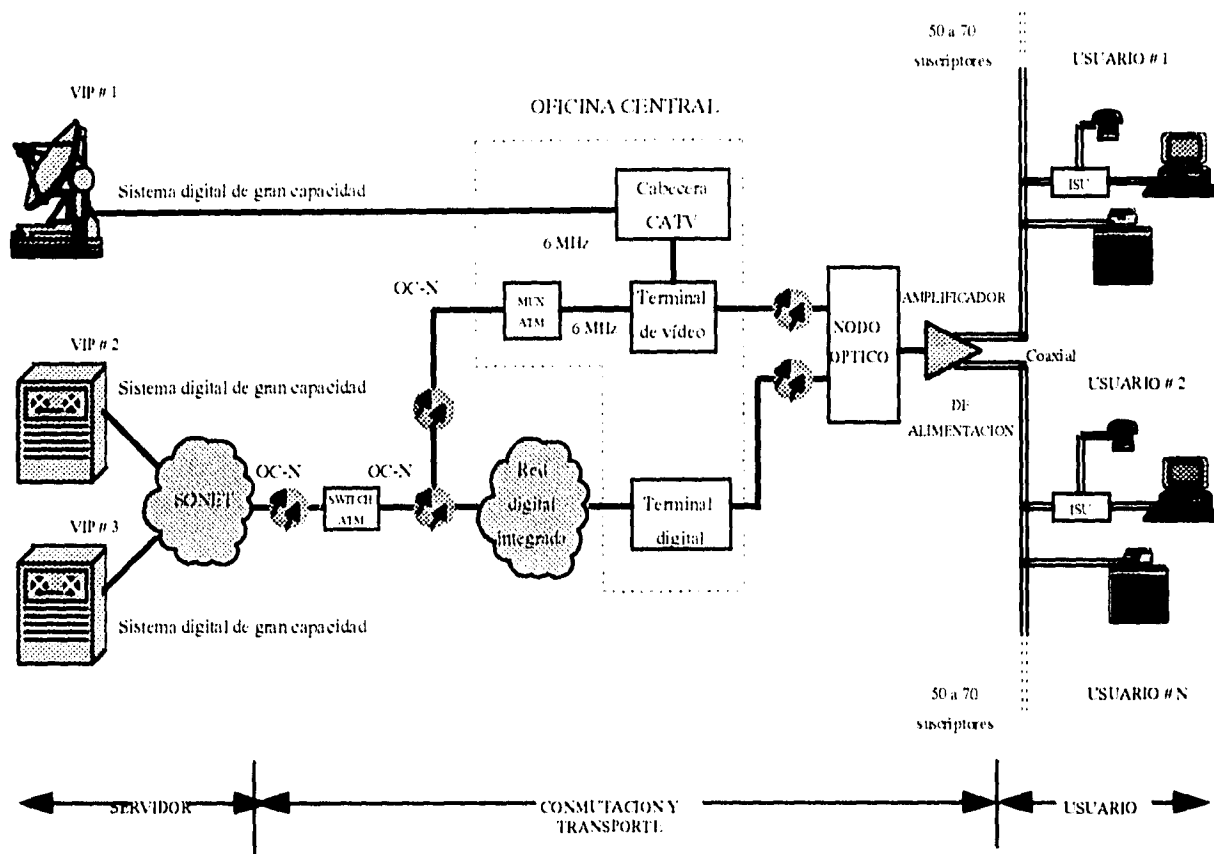 50 a 70
suscriptores
USUARIO # 1
VIP # 1
OFICINA CENTRAL
Sistema digital de gran capacidad
Cabecera
CATV
ISU
6 MHz
OC-N
MUX
ATM
6 MHz
Terminal
de vídeo
AMPLIFICADOR
NODO
OPTICO
VIP # 2
Coaxial
Sistema digital de gran capacidad
USUARIO # 2
DE
ALIMENTACION
OC-N
OC-N
SONET
SWITCH
ATM
Red
digital
integrada
Terminal
digital
ISU
VIP # 3
Sistema digital de gran capacidad
50 a 70
suscriptores
USUARIO # N
SERVIDOR
CONMUTACION Y
TRANSPORTE
USUARIO